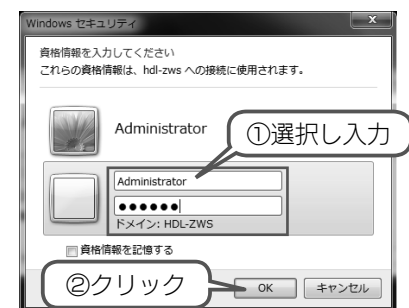 Windows セキュリティ
x
資格情報を入力してください
これらの資格情報は、hdl-zws への接続に使用されます。
Administrator
①選択し入力
Administrator
●●●●●●
ドメイン: HDL-ZWS
資格情報を記憶する
②クリック
OK
キャンセル